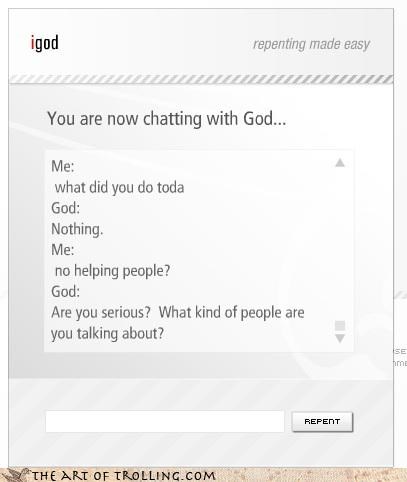 igod
repenting made easy
You are now chatting with God...
Me:
what did you do toda
God:
Nothing.
Me:
no helping people?
God:
Are you serious?  What kind of people are
you talking about?
REPENT
THE ART OF TROLLING.COM